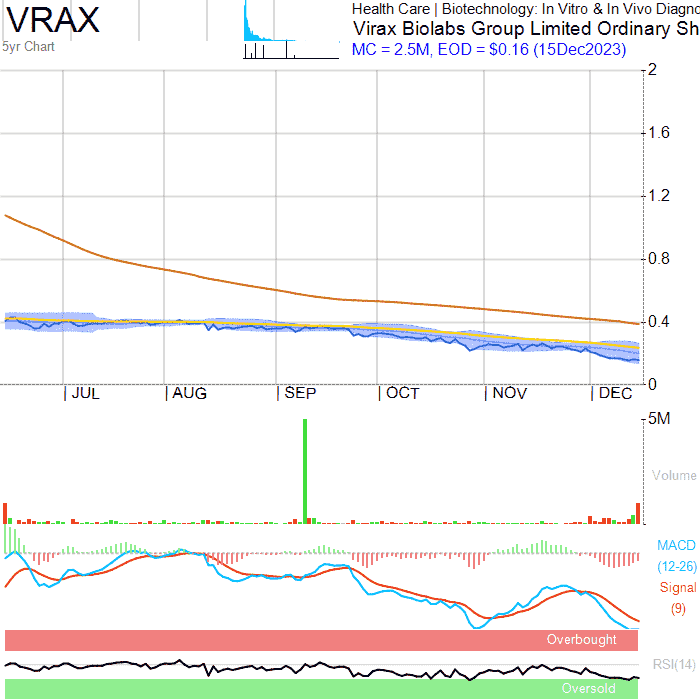 VRAX
5yr Chart
Health Care | Biotechnology: In Vitro & In Vivo Diagno
Virax Biolabs Group Limited Ordinary Sh
MC = 2.5M, EOD = $0.16 (15Dec2023)
2
1.6
1.2
0.8
0.4
0
JUL AUG SEP OCT NOV DEC
5M
Volume
MACD
(12-26)
Signal
(9)
Overbought
RSI(14)
Oversold